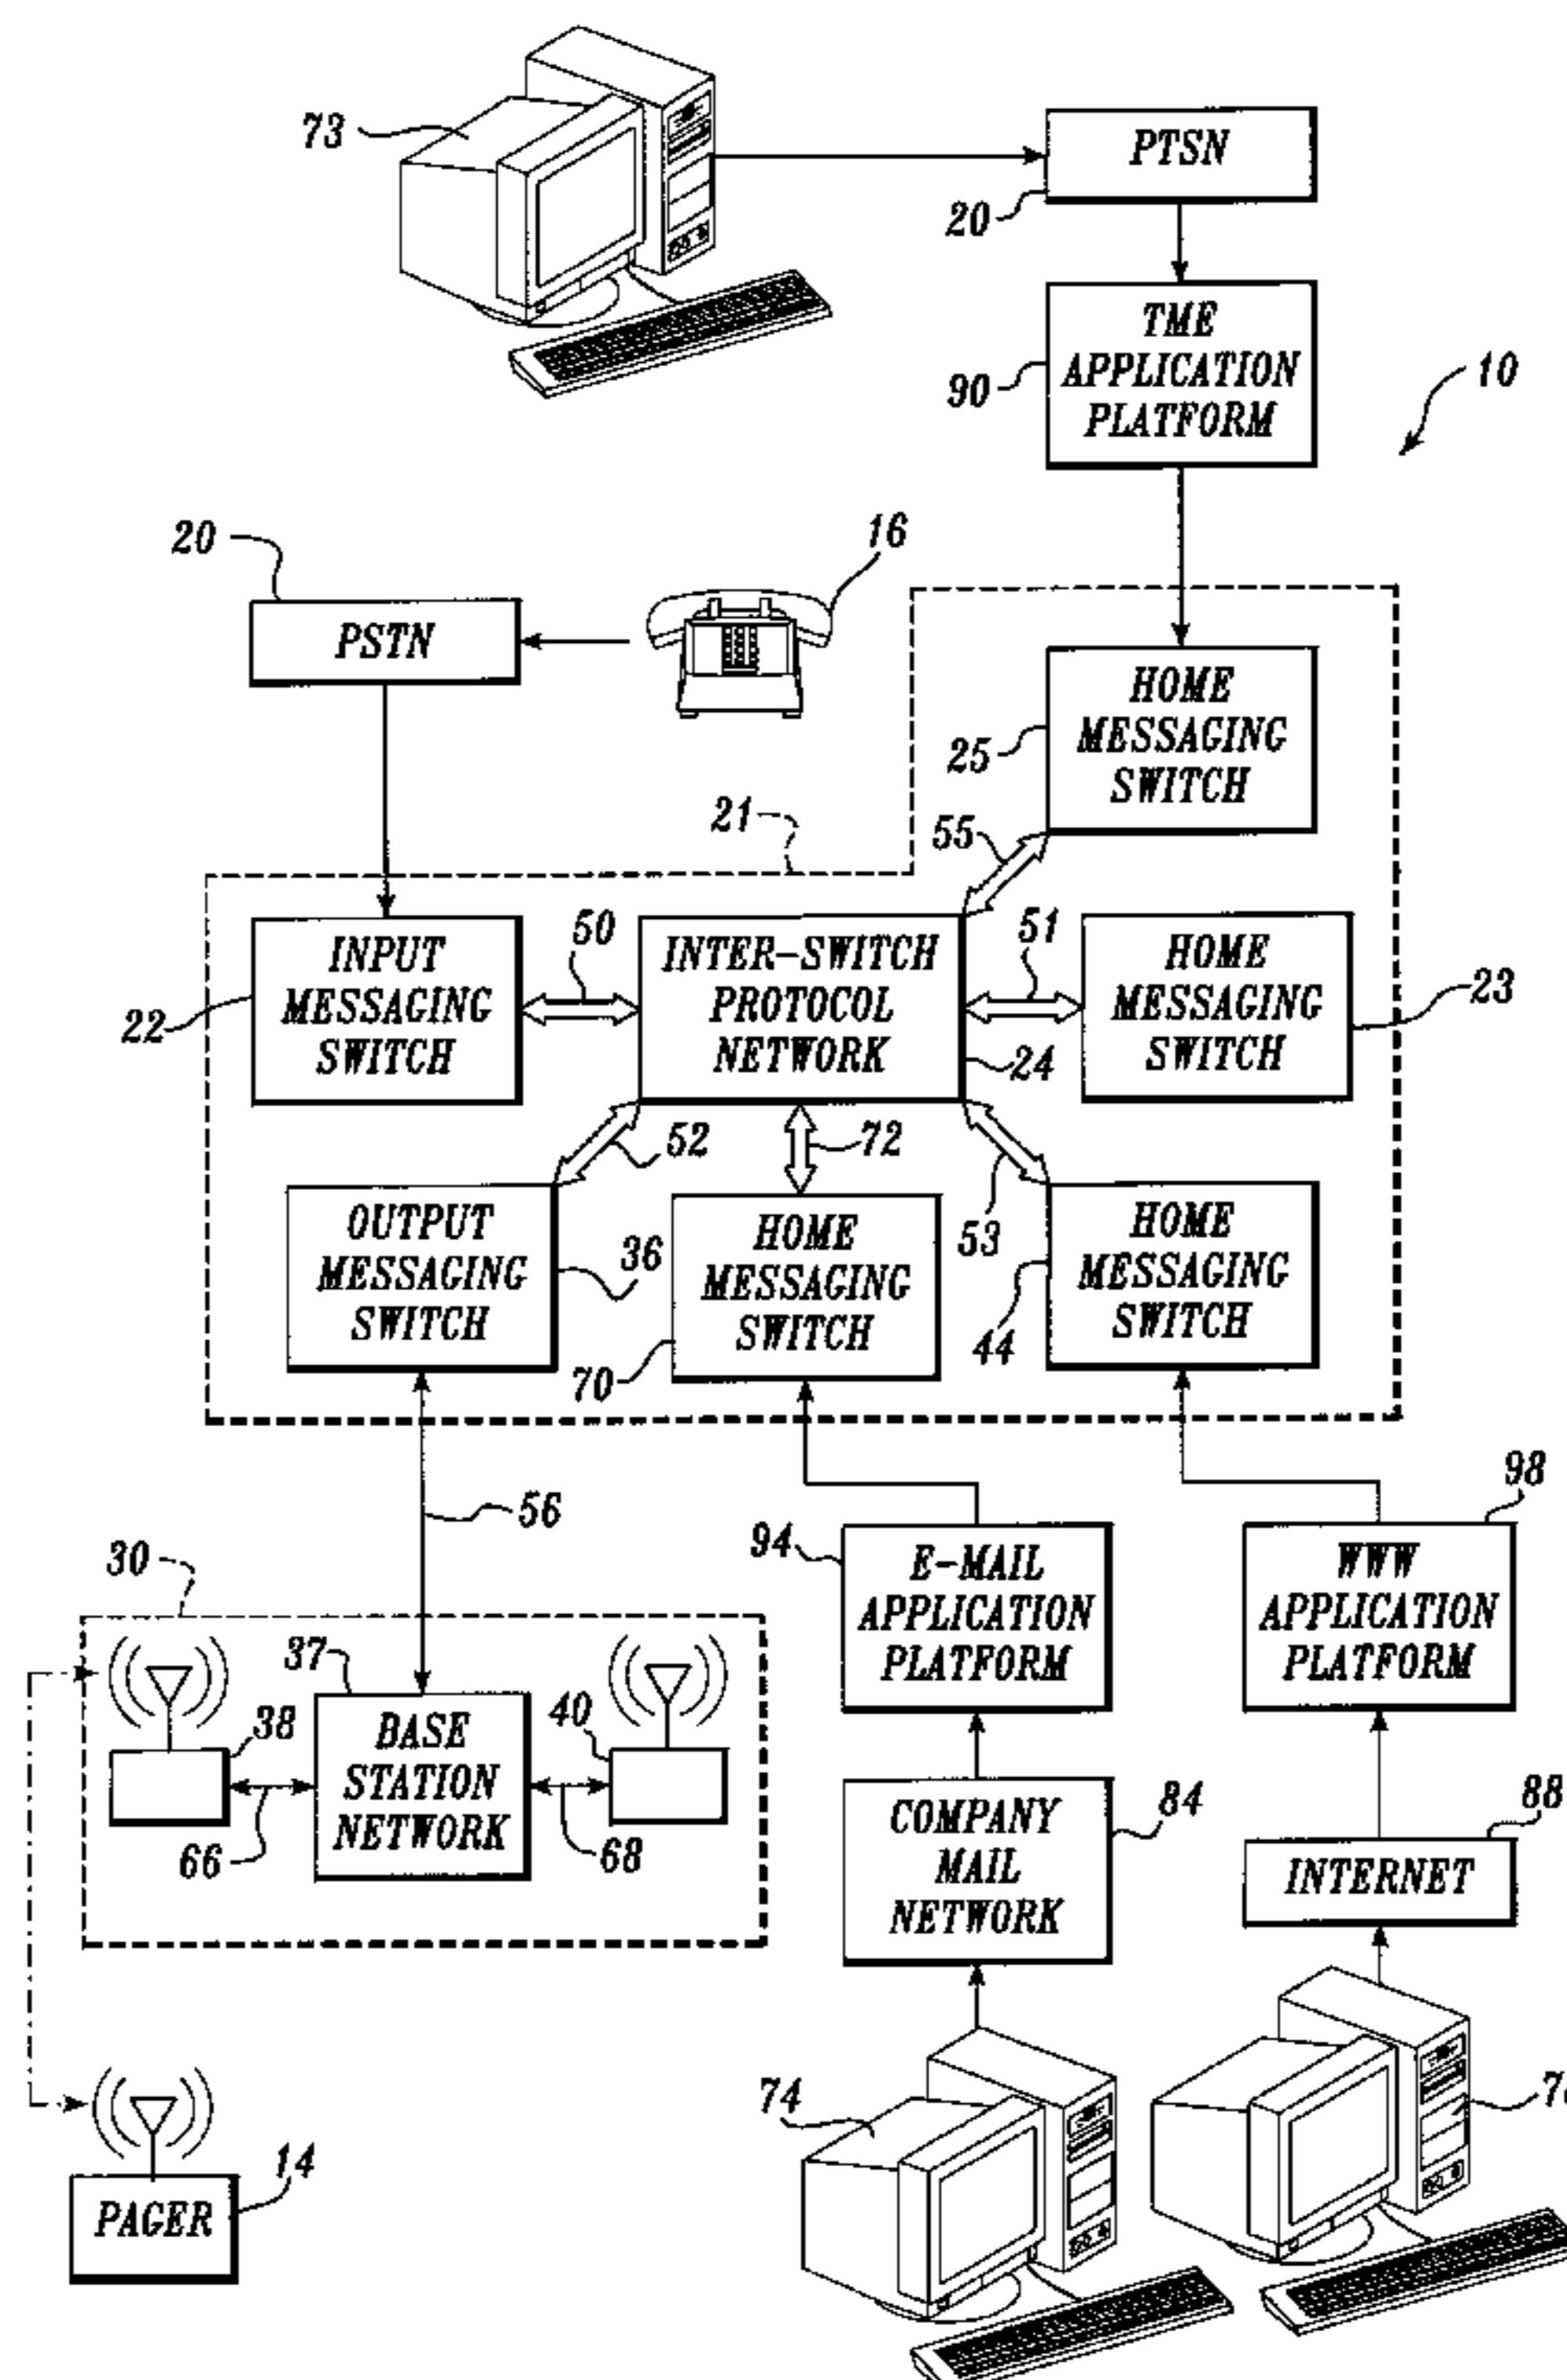 73
PTSN
20
TME
APPLICATION
PLATFORM
90
10
20
16
PSTN
HOME
MESSAGING
SWITCH
25
21
55
INPUT
MESSAGING
SWITCH
22
50
INTER-SWITCH
PROTOCOL
NETWORK
24
51
HOME
MESSAGING
SWITCH
23
52
72
53
OUTPUT
MESSAGING
SWITCH
36
HOME
MESSAGING
SWITCH
70
HOME
MESSAGING
SWITCH
44
56
98
94
E-MAIL
APPLICATION
PLATFORM
WWW
APPLICATION
PLATFORM
30
37
38
BASE
STATION
NETWORK
40
66
68
COMPANY
MAIL
NETWORK
84
88
INTERNET
74
14
PAGER